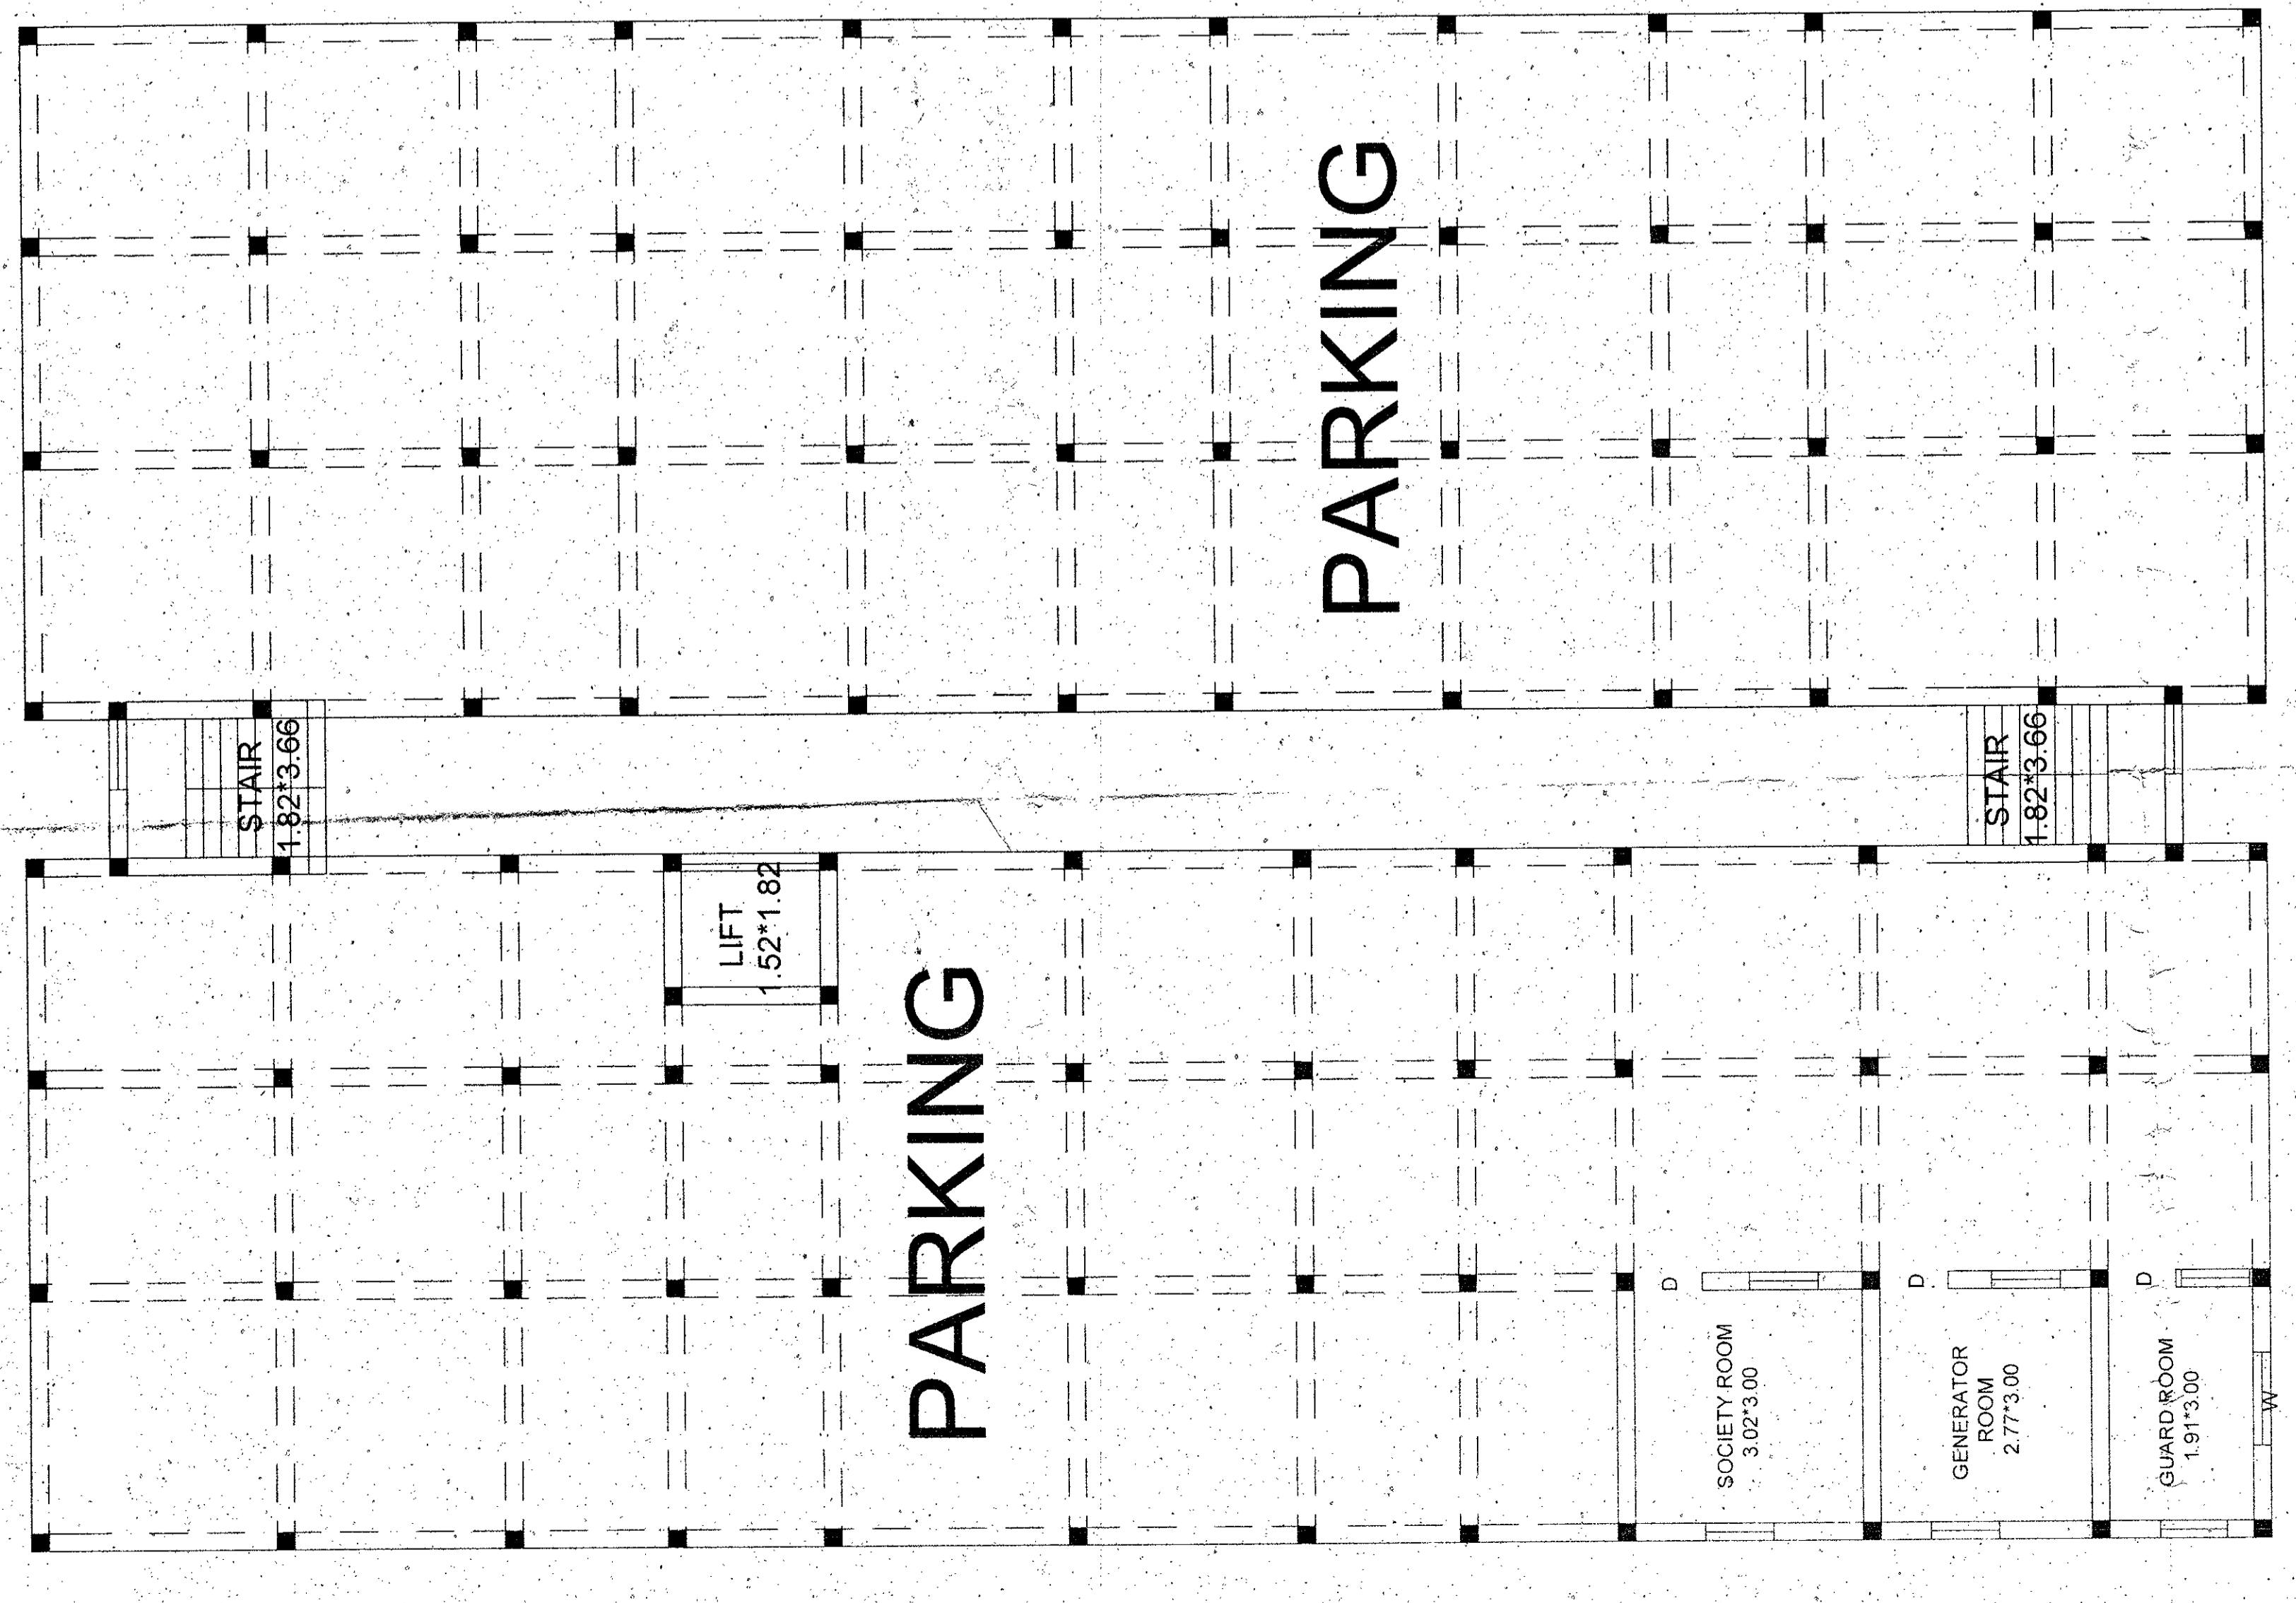 PARKING
STAIR
1.82*3.66
STAIR
1.82*3.66
LIFT
1.52*1.82
PARKING
D
SOCIETY ROOM
3.02*3.00
D
GENERATOR
ROOM
2.77*3.00
D
GUARD ROOM
1.91*3.00
W